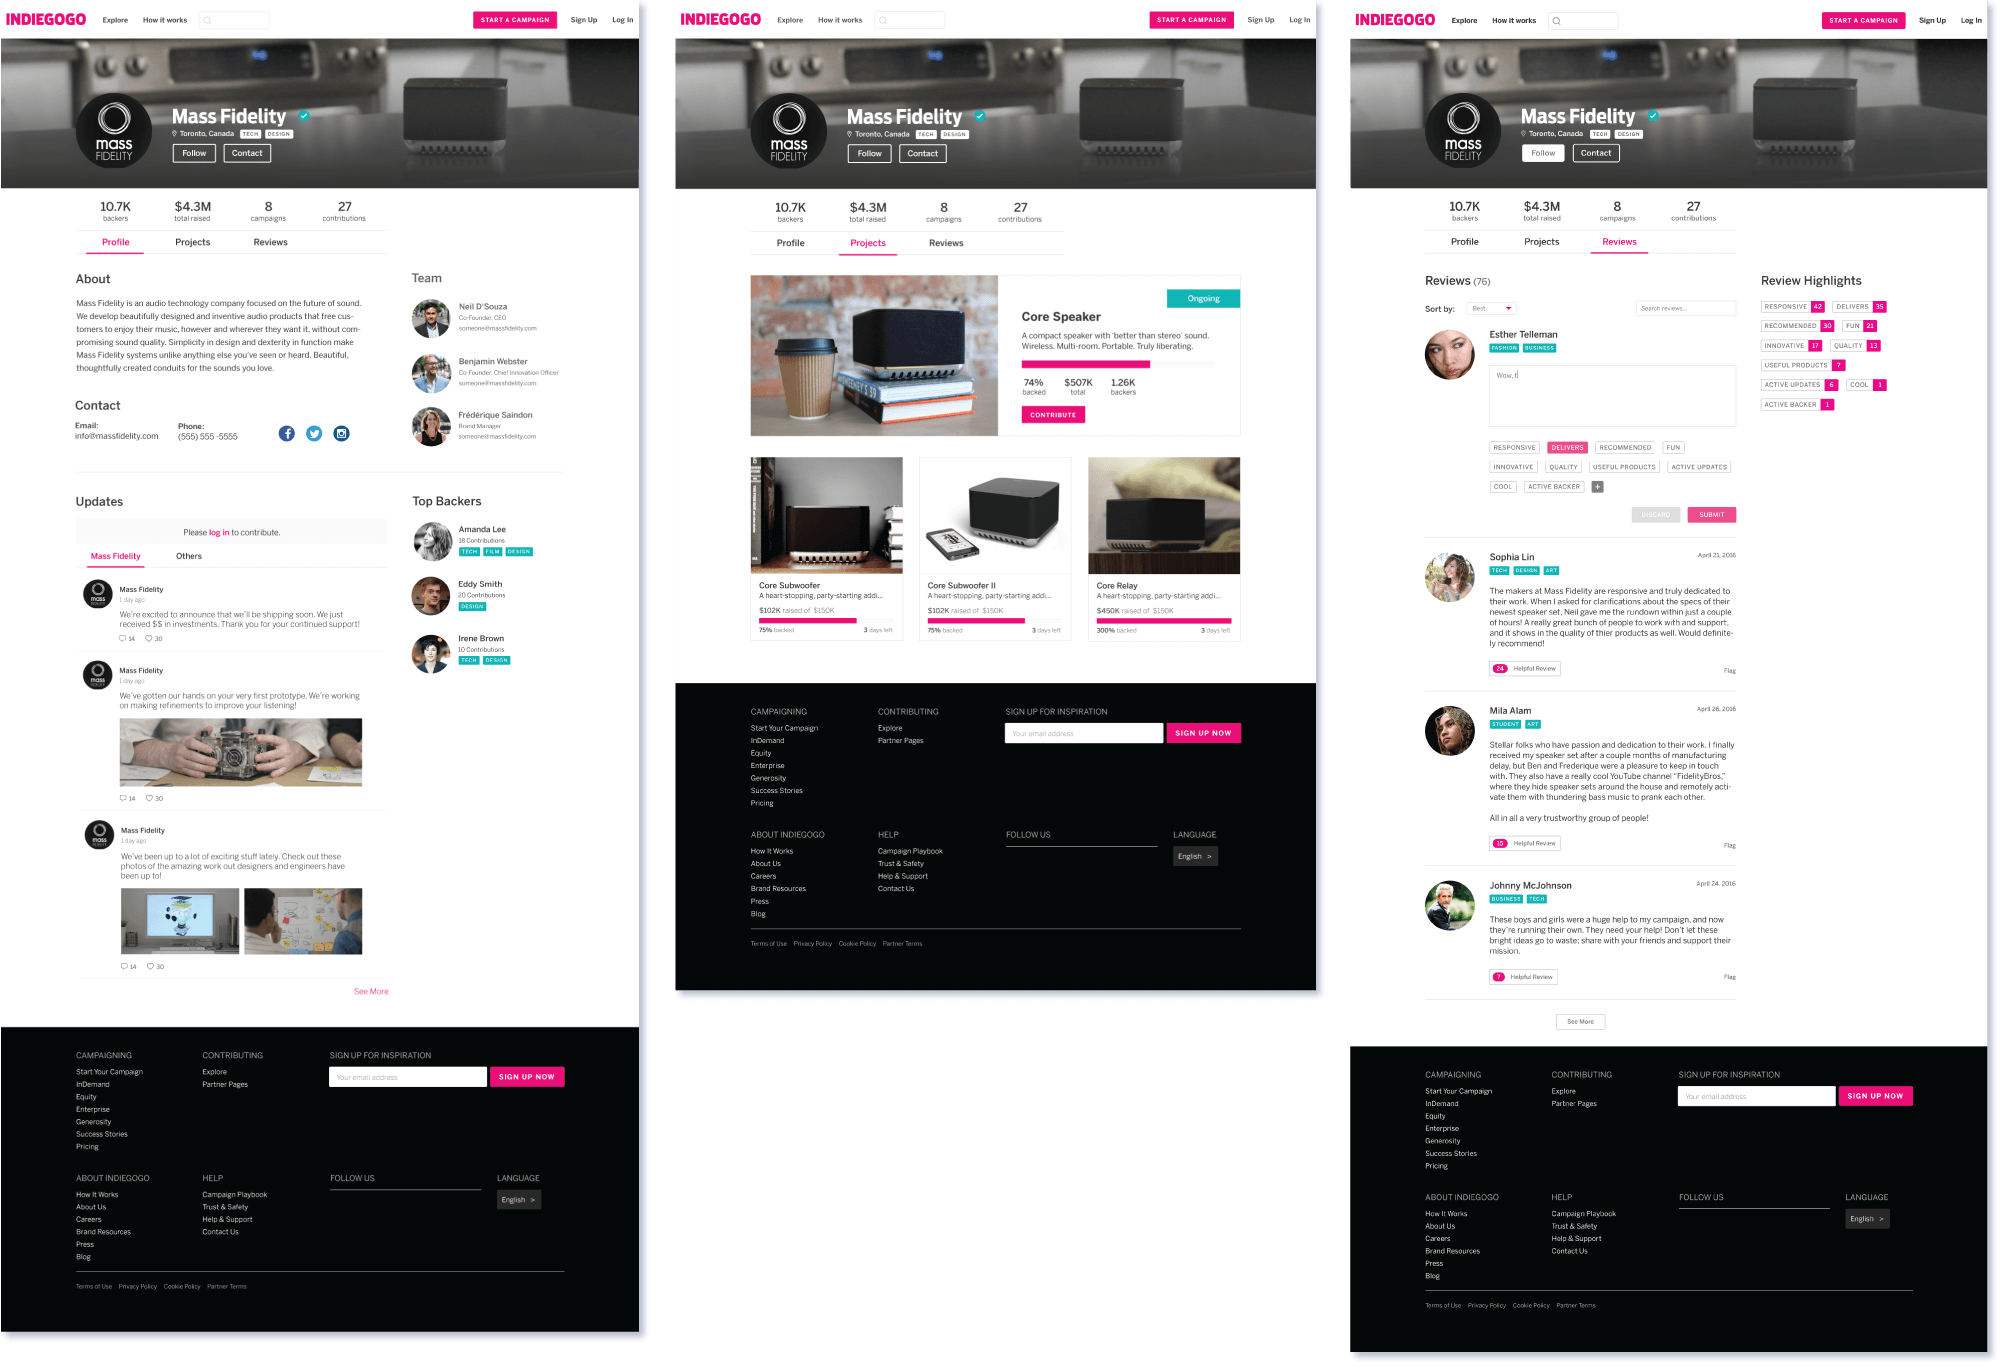 INDIEGOGO Explore How it works START A CAMPAIGN Sign Up Log In
Mass Fidelity
Toronto, Canada TECH DESIGN
Follow Contact
mass
FIDELITY
10.7K $4.3M 8 27
backers total raised campaigns contributions
Profile Projects Reviews
About
Mass Fidelity is an audio technology company focused on the future of sound.
We develop beautifully designed and inventive audio products that free cus-
tomers to enjoy their music, however and wherever they want it, without com-
promising sound quality. Simplicity in design and dexterity in function make
Mass Fidelity systems unlike anything else you've seen or heard. Beautiful,
thoughtfully created conduits for the sounds you love.
Contact
Email: Phone:
info@massfidelity.com (555) 555 -5555
Team
Neil D'Souza
Co-Founder, CEO
someone@massfidelity.com
Benjamin Webster
Co-Founder, Chief Innovation Officer
someone@massfidelity.com
Frédérique Saindon
Brand Manager
someone@massfidelity.com
Updates
Please log in to contribute.
Mass Fidelity Others
mass
Mass Fidelity
1 day ago
We're excited to announce that we'll be shipping soon. We just
received $$ in investments. Thank you for your continued support!
14 30
mass
Mass Fidelity
1 day ago
We've gotten our hands on your very first prototype. We're working
on making refinements to improve your listening!
14 30
mass
Mass Fidelity
1 day ago
We've been up to a lot of exciting stuff lately. Check out these
photos of the amazing work out designers and engineers have
been up to!
14 30
See More
Top Backers
Amanda Lee
38 Contributions
TECH FILM DESIGN
Eddy Smith
20 Contributions
DESIGN
Irene Brown
10 Contributions
TECH DESIGN
CAMPAIGNING CONTRIBUTING SIGN UP FOR INSPIRATION
Start Your Campaign Explore Your email address SIGN UP NOW
InDemand Partner Pages
Equity
Enterprise
Generosity
Success Stories
Pricing
ABOUT INDIEGOGO HELP FOLLOW US LANGUAGE
How It Works Campaign Playbook English >
About Us Trust & Safety
Careers Help & Support
Brand Resources Contact Us
Press
Blog
Terms of Use Privacy Policy Cookie Policy Partner Terms
INDIEGOGO Explore How it works START A CAMPAIGN Sign Up Log In
Mass Fidelity
Toronto, Canada TECH DESIGN
Follow Contact
mass
FIDELITY
10.7K $4.3M 8 27
backers total raised campaigns contributions
Profile Projects Reviews
Ongoing
Core Speaker
A compact speaker with 'better than stereo' sound.
Wireless. Multi-room. Portable. Truly liberating.
74% $507K 1.26K
backed total backers
CONTRIBUTE
Core Subwoofer
A heart-stopping, party-starting addi...
$102K raised of $150K
75% backed 3 days left
Core Subwoofer II
A heart-stopping, party-starting addi...
$102K raised of $150K
75% backed 3 days left
Core Relay
A heart-stopping, party-starting addi...
$450K raised of $150K
300% backed 3 days left
CAMPAIGNING CONTRIBUTING SIGN UP FOR INSPIRATION
Start Your Campaign Explore Your email address SIGN UP NOW
InDemand Partner Pages
Equity
Enterprise
Generosity
Success Stories
Pricing
ABOUT INDIEGOGO HELP FOLLOW US LANGUAGE
How It Works Campaign Playbook English >
About Us Trust & Safety
Careers Help & Support
Brand Resources Contact Us
Press
Blog
Terms of Use Privacy Policy Cookie Policy Partner Terms
INDIEGOGO Explore How it works START A CAMPAIGN Sign Up Log In
Mass Fidelity
Toronto, Canada TECH DESIGN
Follow Contact
mass
FIDELITY
10.7K $4.3M 8 27
backers total raised campaigns contributions
Profile Projects Reviews
Reviews (76)
Sort by: Best Search reviews...
Esther Telleman
FASHION BUSINESS
Wow, t
RESPONSIVE DELIVERS RECOMMENDED FUN
INNOVATIVE QUALITY USEFUL PRODUCTS ACTIVE UPDATES
COOL ACTIVE BACKER +
DISCARD SUBMIT
Review Highlights
RESPONSIVE 42 DELIVERS 35
RECOMMENDED 30 FUN 21
INNOVATIVE 17 QUALITY 13
USEFUL PRODUCTS 7
ACTIVE UPDATES 6 COOL 1
ACTIVE BACKER 1
Sophia Lin April 21, 2016
TECH DESIGN ART
The makers at Mass Fidelity are responsive and truly dedicated to
their work. When I asked for clarifications about the specs of their
newest speaker set, Neil gave me the rundown within just a couple
of hours! A really great bunch of people to work with and support,
and it shows in the quality of thier products as well. Would definite-
ly recommend!
24 Helpful Review Flag
Mila Alam April 26, 2016
STUDENT ART
Stellar folks who have passion and dedication to their work. I finally
received my speaker set after a couple months of manufacturing
delay, but Ben and Frederique were a pleasure to keep in touch
with. They also have a really cool YouTube channel "FidelityBros,"
where they hide speaker sets around the house and remotely acti-
vate them with thundering bass music to prank each other.
All in all a very trustworthy group of people!
15 Helpful Review Flag
Johnny McJohnson April 24, 2016
BUSINESS TECH
These boys and girls were a huge help to my campaign, and now
they're running their own. They need your help! Don't let these
bright ideas go to waste; share with your friends and support their
mission.
7 Helpful Review Flag
See More
CAMPAIGNING CONTRIBUTING SIGN UP FOR INSPIRATION
Start Your Campaign Explore Your email address SIGN UP NOW
InDemand Partner Pages
Equity
Enterprise
Generosity
Success Stories
Pricing
ABOUT INDIEGOGO HELP FOLLOW US LANGUAGE
How It Works Campaign Playbook English >
About Us Trust & Safety
Careers Help & Support
Brand Resources Contact Us
Press
Blog
Terms of Use Privacy Policy Cookie Policy Partner Terms